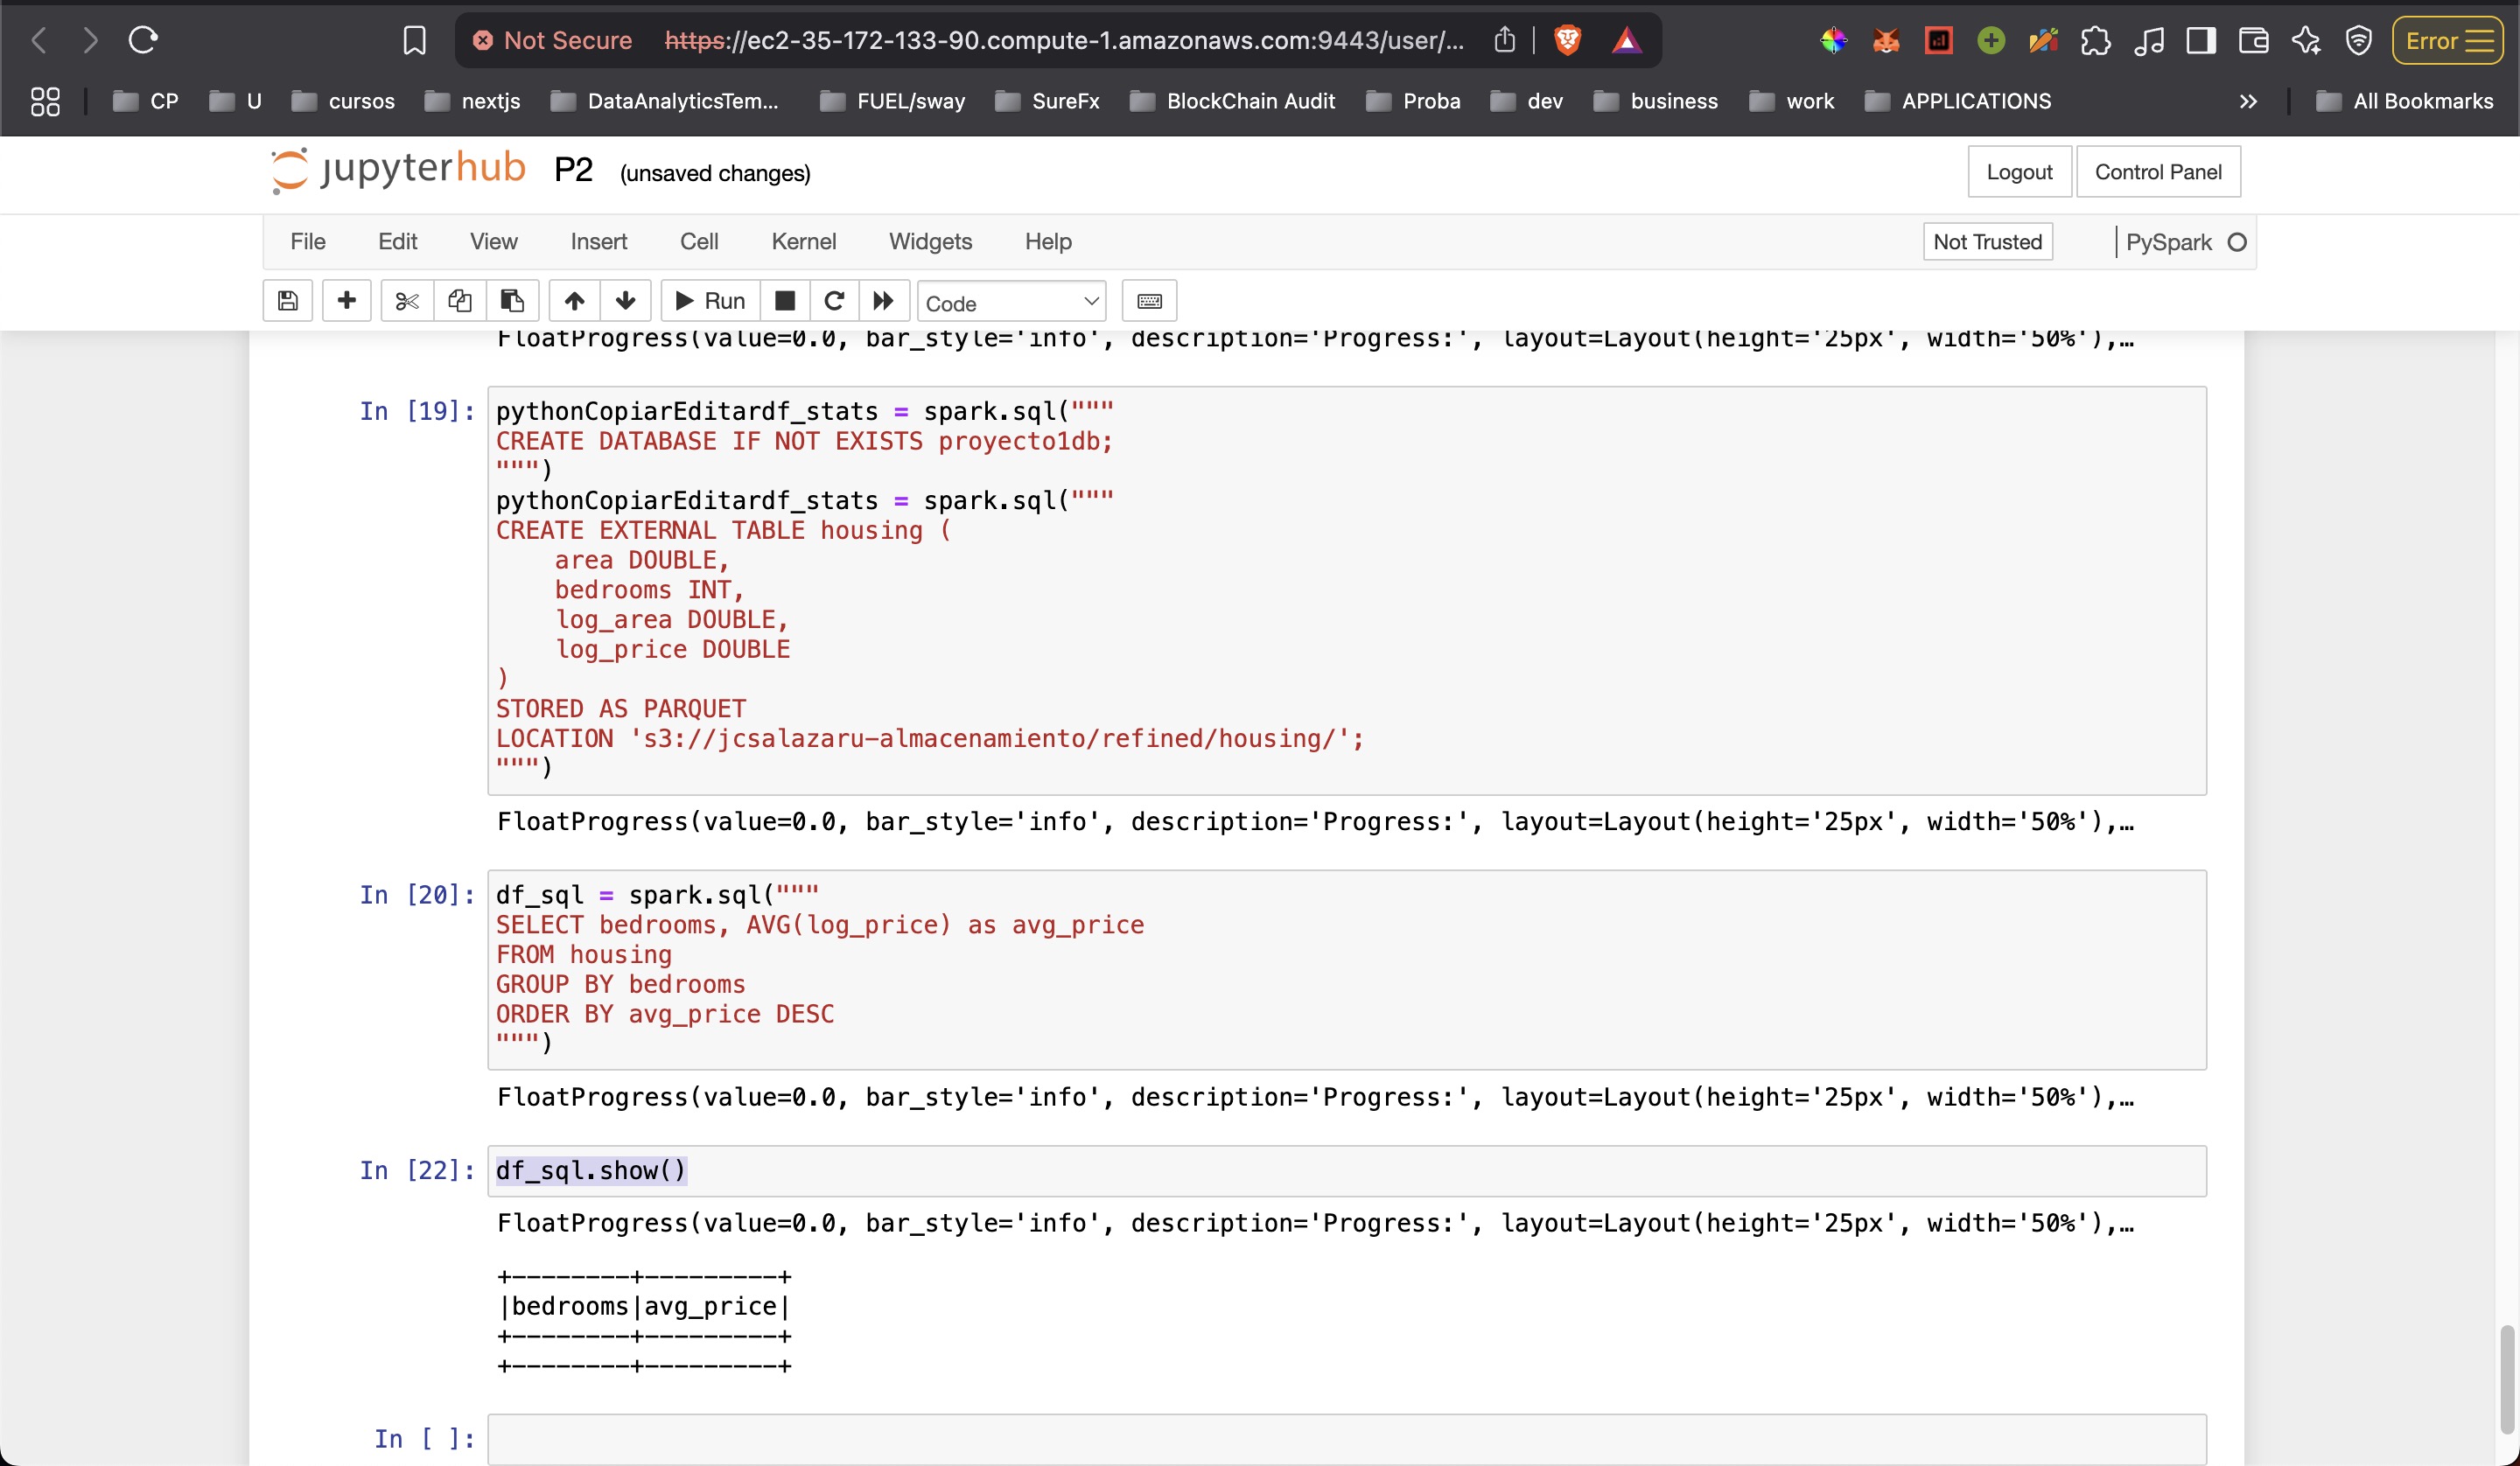 Not Secure https://ec2-35-172-133-90.compute-1.amazonaws.com:9443/user/... Error
CP U cursos nextjs DataAnalyticsTem... FUEL/sway SureFx BlockChain Audit Proba dev business work APPLICATIONS » All Bookmarks
jupyterhub P2 (unsaved changes) Logout Control Panel
File Edit View Insert Cell Kernel Widgets Help Not Trusted PySpark
Run Code
FloatProgress(value=0.0, bar_style='info', description='Progress:', layout=Layout(height='25px', width='50%'),…
In [19]: pythonCopiarEditardf_stats = spark.sql("""
CREATE DATABASE IF NOT EXISTS proyecto1db;
""")
pythonCopiarEditardf_stats = spark.sql("""
CREATE EXTERNAL TABLE housing (
    area DOUBLE,
    bedrooms INT,
    log_area DOUBLE,
    log_price DOUBLE
)
STORED AS PARQUET
LOCATION 's3://jcsalazaru-almacenamiento/refined/housing/';
""")
FloatProgress(value=0.0, bar_style='info', description='Progress:', layout=Layout(height='25px', width='50%'),…
In [20]: df_sql = spark.sql("""
SELECT bedrooms, AVG(log_price) as avg_price
FROM housing
GROUP BY bedrooms
ORDER BY avg_price DESC
""")
FloatProgress(value=0.0, bar_style='info', description='Progress:', layout=Layout(height='25px', width='50%'),…
In [22]: df_sql.show()
FloatProgress(value=0.0, bar_style='info', description='Progress:', layout=Layout(height='25px', width='50%'),…
+--------+---------+
|bedrooms|avg_price|
+--------+---------+
+--------+---------+
In [ ]: